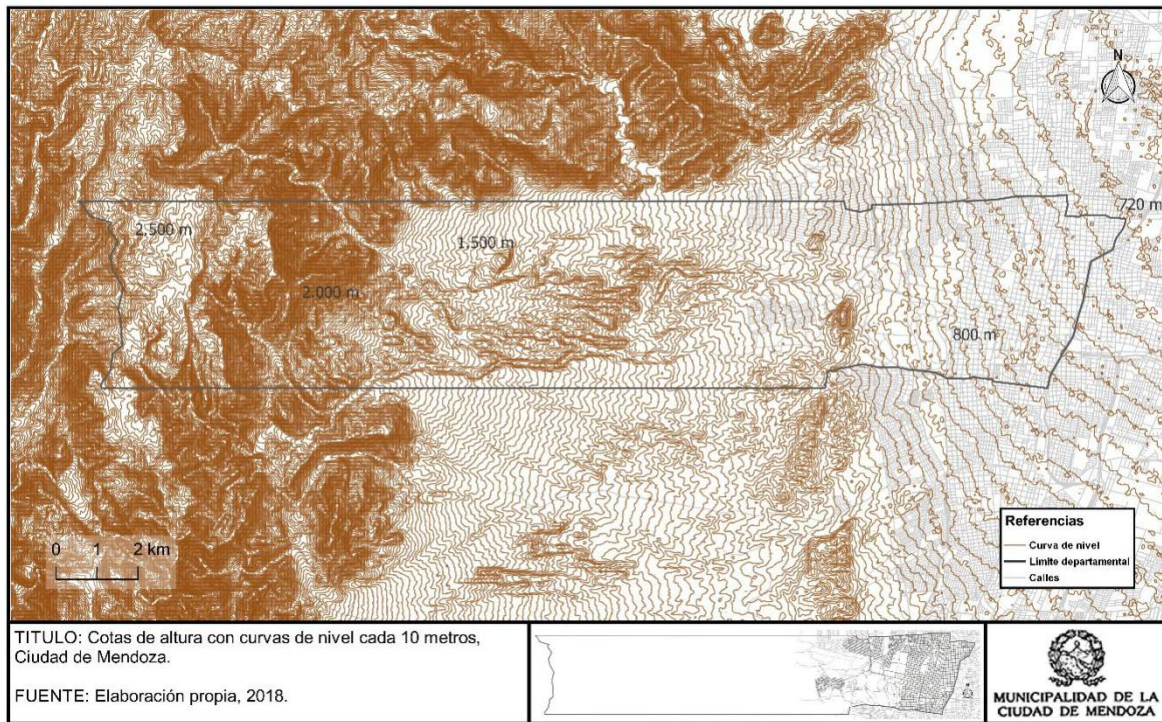 N
720 m
2.500 m
1.500 m
2.000 m
800 m
0 1 2 km
Referencias
Curva de nivel
Límite departamental
Calles
TITULO: Cotas de altura con curvas de nivel cada 10 metros,
Ciudad de Mendoza.
FUENTE: Elaboración propia, 2018.
MUNICIPALIDAD DE LA
CIUDAD DE MENDOZA